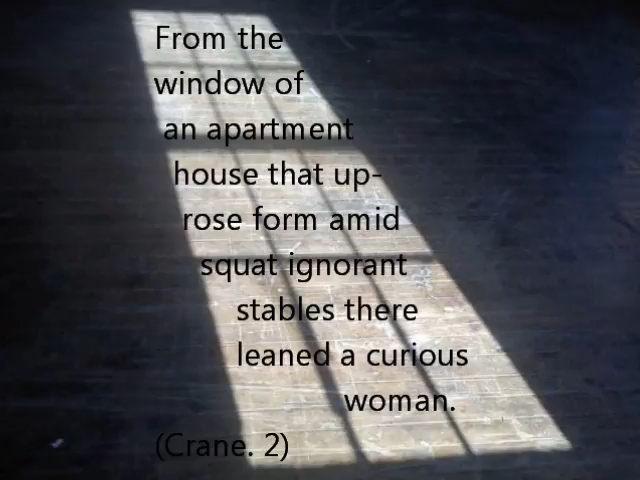 From the
window of
an apartment
house that up-
rose form amid
squat ignorant
stables there
leaned a curious
woman.
(Crane. 2)